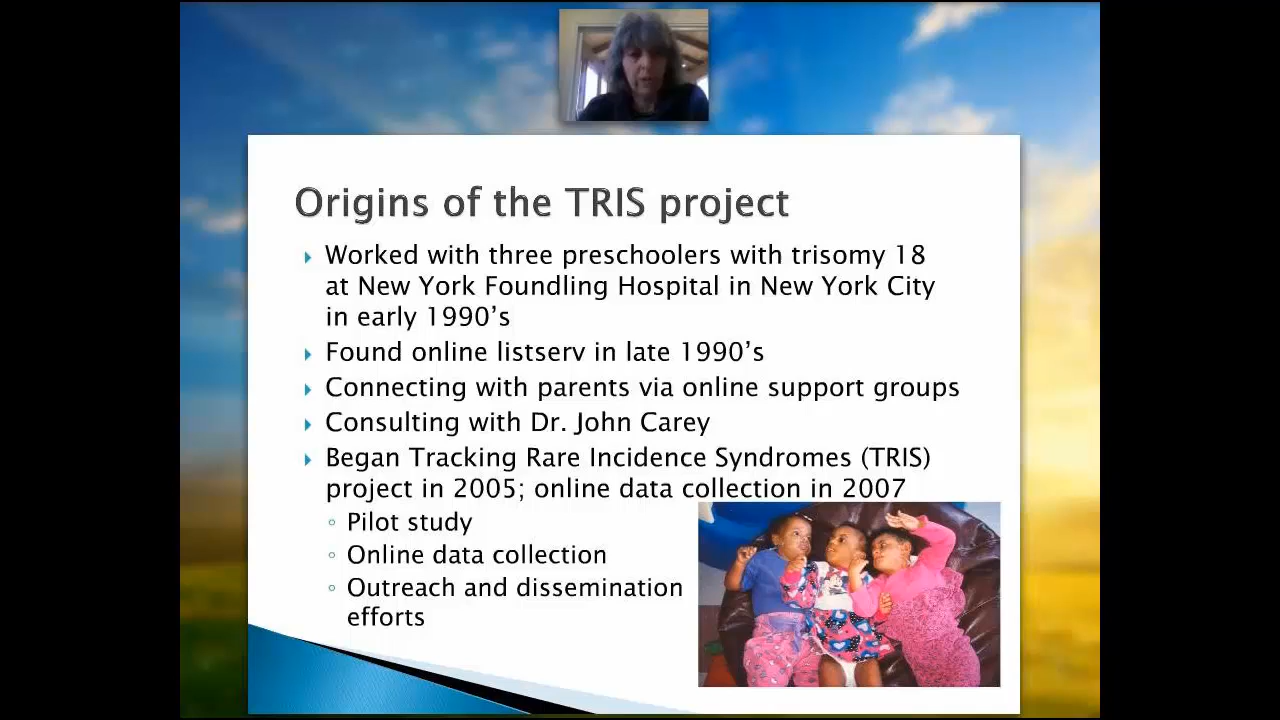 Origins of the TRIS project
Worked with three preschoolers with trisomy 18
at New York Foundling Hospital in New York City
in early 1990’s
Found online listserv in late 1990’s
Connecting with parents via online support groups
Consulting with Dr. John Carey
Began Tracking Rare Incidence Syndromes (TRIS)
project in 2005; online data collection in 2007
Pilot study
Online data collection
Outreach and dissemination
efforts